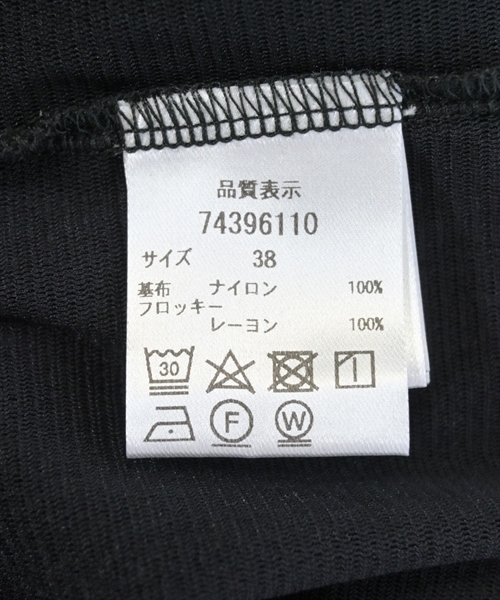 品質表示
74396110
サイズ 38
基布 ナイロン 100%
フロッキー
レーヨン 100%
30
F W